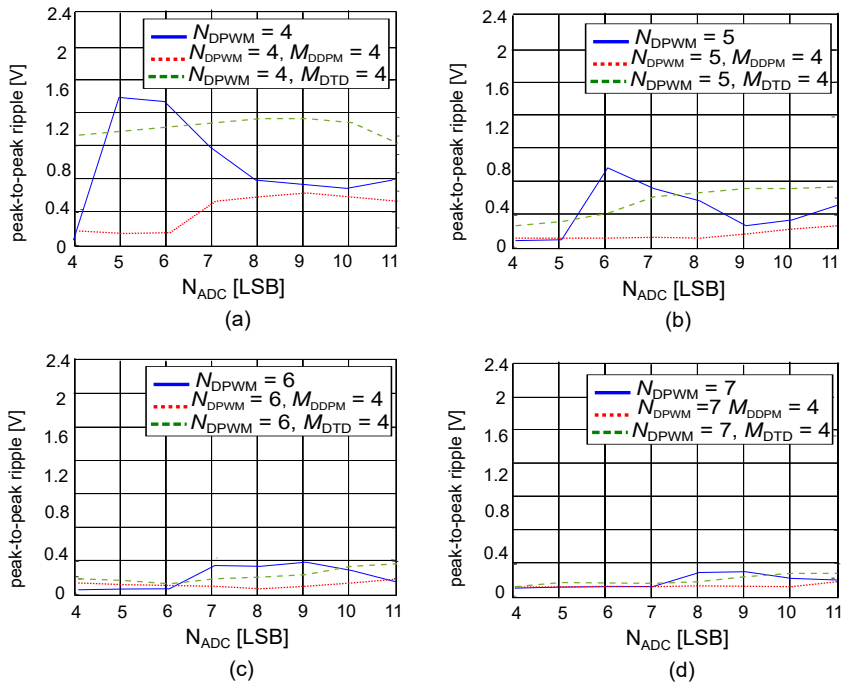 2.4
2
1.6
1.2
0.8
0.4
0
peak-to-peak ripple [V]
N_DPWM = 4
N_DPWM = 4, M_DDPM = 4
N_DPWM = 4, M_DTD = 4
4 5 6 7 8 9 10 11
N_ADC [LSB]
(a)
2.4
2
1.6
1.2
0.8
0.4
0
peak-to-peak ripple [V]
N_DPWM = 5
N_DPWM = 5, M_DDPM = 4
N_DPWM = 5, M_DTD = 4
4 5 6 7 8 9 10 11
N_ADC [LSB]
(b)
2.4
2
1.6
1.2
0.4
0
peak-to-peak ripple [V]
N_DPWM = 6
N_DPWM = 6, M_DDPM = 4
N_DPWM = 6, M_DTD = 4
4 5 6 7 8 9 10 11
N_ADC [LSB]
(c)
2.4
2
1.6
1.2
0.4
0
peak-to-peak ripple [V]
N_DPWM = 7
N_DPWM =7 M_DDPM = 4
N_DPWM = 7, M_DTD = 4
4 5 6 7 8 9 10 11
N_ADC [LSB]
(d)